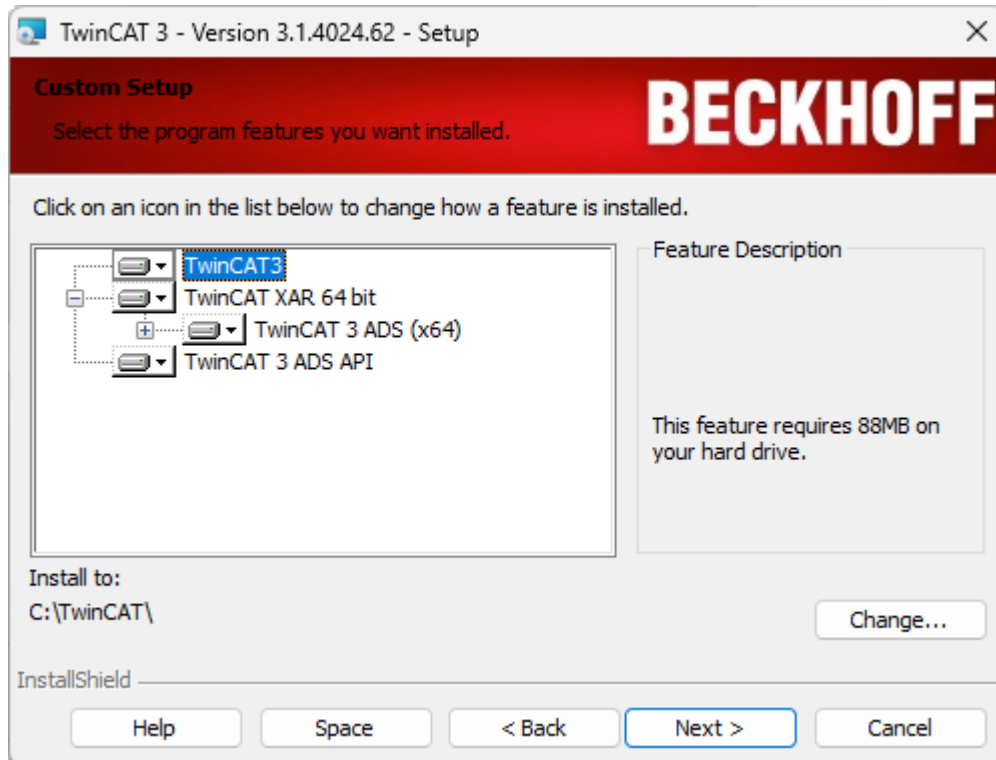 TwinCAT 3 - Version 3.1.4024.62 - Setup
Custom Setup
Select the program features you want installed.
BECKHOFF
Click on an icon in the list below to change how a feature is installed.
TwinCAT3
TwinCAT XAR 64 bit
TwinCAT 3 ADS (x64)
TwinCAT 3 ADS API
Feature Description
This feature requires 88MB on
your hard drive.
Install to:
C:\TwinCAT\
Change...
InstallShield
Help
Space
< Back
Next >
Cancel